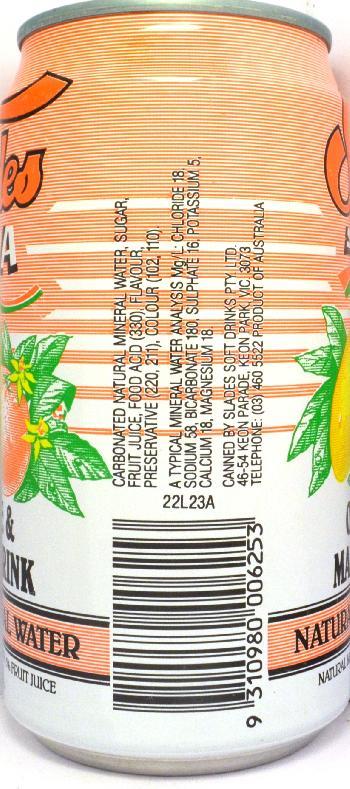 les
A
CARBONATED NATURAL MINERAL WATER, SUGAR,
FRUIT JUICE, FOOD ACID (330), FLAVOUR,
PRESERVATIVE (220, 211), COLOUR (102, 110).
A TYPICAL MINERAL WATER ANALYSIS Mg/L: CHLORIDE 18,
SODIUM 58, BICARBONATE 180, SULPHATE 16, POTASSIUM 5,
CALCIUM 18, MAGNESIUM 18
CANNED BY SLADES SOFT DRINKS PTY. LTD.
46-54 KEON PARADE, KEON PARK, VIC. 3073
TELEPHONE: (03) 460 5522 PRODUCT OF AUSTRALIA
22L23A
9 310980 006253
&
RINK
L WATER
% FRUIT JUICE
MA
NATURA
NATURAL M